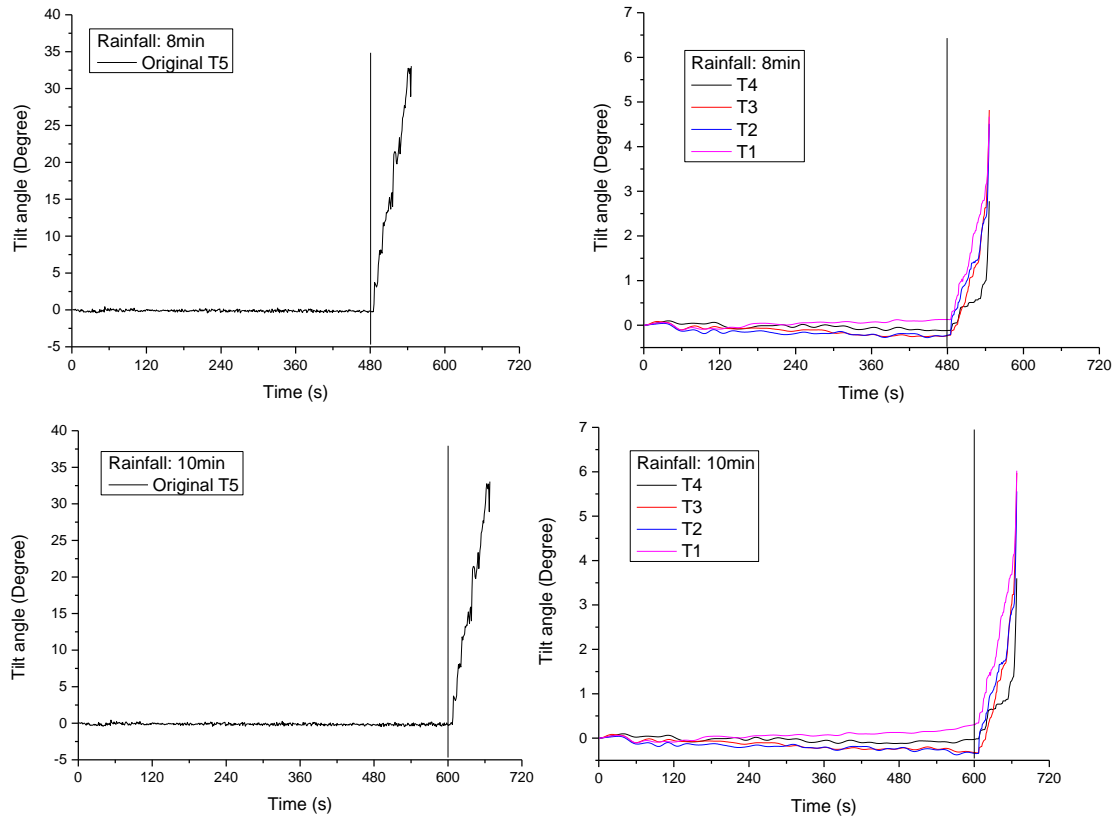 40
35
30
25
20
15
10
5
0
-5
Tilt angle (Degree)
Rainfall: 8min
Original T5
0 120 240 360 480 600 720
Time (s)
7
6
5
4
3
2
1
0
Tilt angle (Degree)
Rainfall: 8min
T4
T3
T2
T1
0 120 240 360 480 600 720
Time (s)
40
35
30
25
20
15
10
5
0
-5
Tilt angle (Degree)
Rainfall: 10min
Original T5
0 120 240 360 480 600 720
Time (s)
7
6
5
4
3
2
1
0
Tilt angle (Degree)
Rainfall: 10min
T4
T3
T2
T1
0 120 240 360 480 600 720
Time (s)